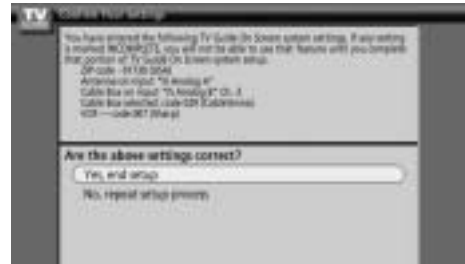 TV
Confirm Your Settings
You have entered the following TV Guide On Screen system settings. If any setting
is marked INCOMPLETE, you will not be able to use that feature until you complete
that portion of TV Guide On Screen system setup.
ZIP code -
Antenna on input "
Cable Box on input " Analog Ch. 3
Cable Box selected, code
VCR code
Are the above settings correct?
Yes, end setup
No, repeat setup process